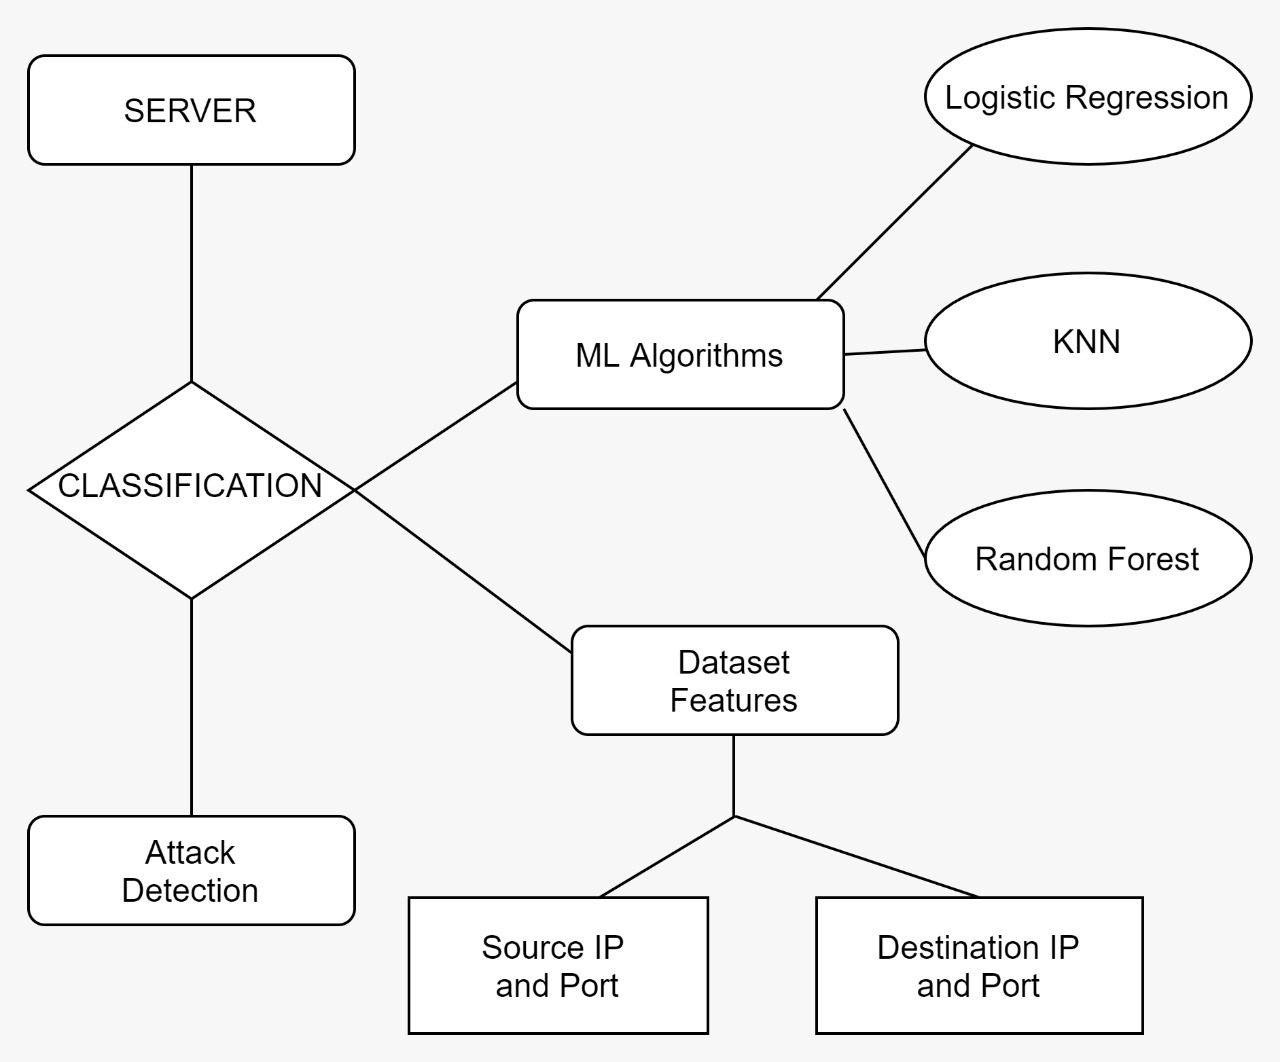 SERVER
Logistic Regression
KNN
ML Algorithms
CLASSIFICATION
Random Forest
Dataset
Features
Attack
Detection
Source IP
and Port
Destination IP
and Port